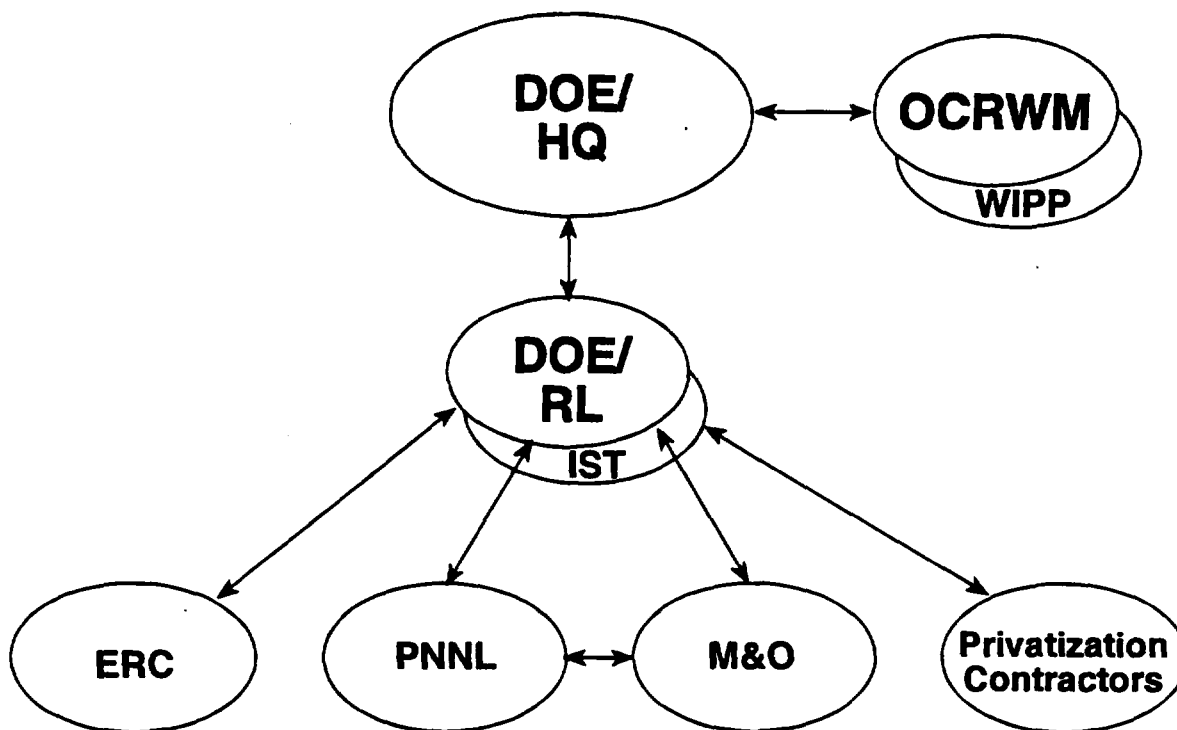 DOE/
HQ
OCRWM
WIPP
DOE/
RL
IST
ERC
PNNL
M&O
Privatization
Contractors